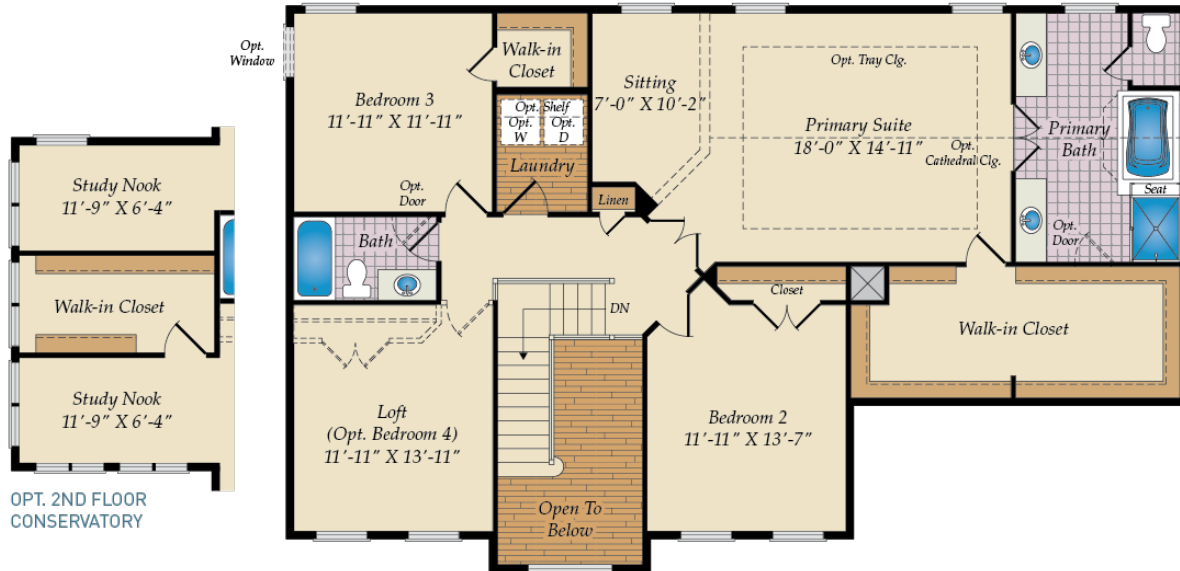 Opt.
Window
Bedroom 3
11'-11" X 11'-11"
Opt.
Door
Walk-in
Closet
Opt. Shelf
Opt.
W
Opt.
D
Laundry
Linen
Sitting
7'-0" X 10'-2"
Opt. Tray Clg.
Primary Suite
18'-0" X 14'-11"
Opt.
Cathedral Clg.
Primary
Bath
Seat
Opt.
Door
Bath
Closet
DN
Walk-in Closet
Loft
(Opt. Bedroom 4)
11'-11" X 13'-11"
Bedroom 2
11'-11" X 13'-7"
Open To
Below
Study Nook
11'-9" X 6'-4"
Walk-in Closet
Study Nook
11'-9" X 6'-4"
OPT. 2ND FLOOR
CONSERVATORY